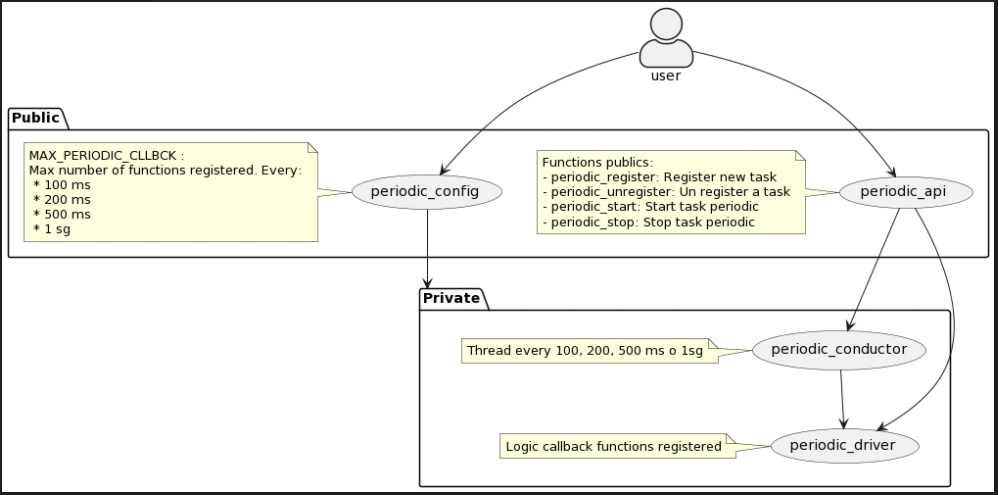 user
Public
MAX_PERIODIC_CLLBCK :
Max number of functions registered. Every:
* 100 ms
* 200 ms
* 500 ms
* 1 sg
periodic_config
Functions publics:
- periodic_register: Register new task
- periodic_unregister: Un register a task
- periodic_start: Start task periodic
- periodic_stop: Stop task periodic
periodic_api
Private
Thread every 100, 200, 500 ms o 1sg
periodic_conductor
Logic callback functions registered
periodic_driver